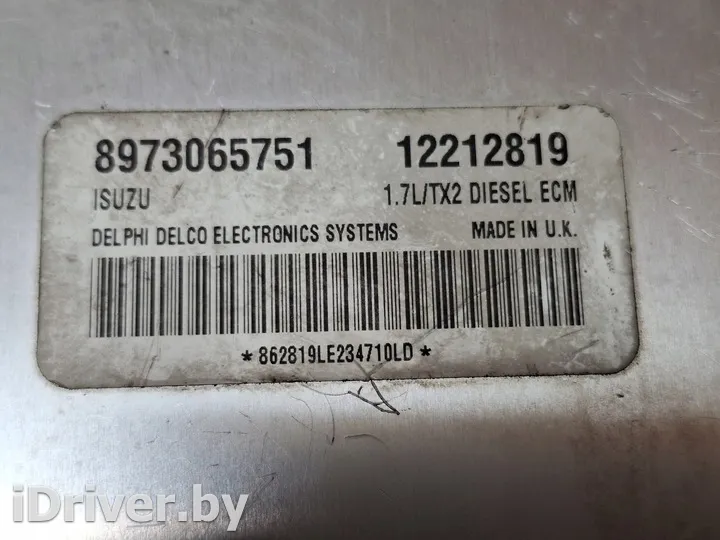 8973065751 12212819
ISUZU 1.7L/TX2 DIESEL ECM
DELPHI DELCO ELECTRONICS SYSTEMS MADE IN U.K.
*862819LE234710LD*
iDriver.by